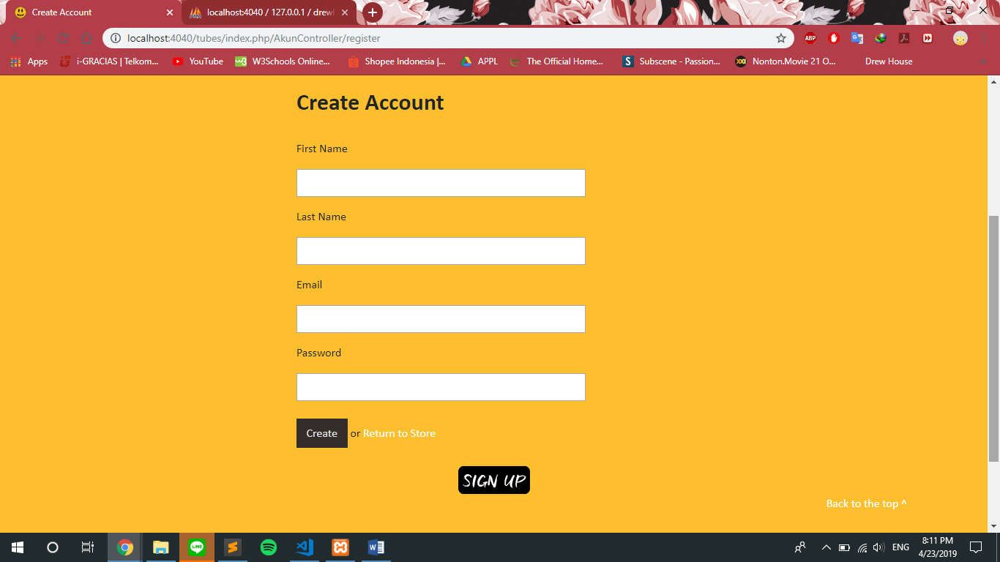 Create Account
localhost:4040 / 127.0.0.1 / drewl
localhost:4040/tubes/index.php/AkunController/register
ABP
Apps
i-GRACIAS | Telkom...
YouTube
W3Schools Online...
Shopee Indonesia |...
APPL
The Official Home...
Subscene - Passion...
Nonton.Movie 21 O...
Drew House
Create Account
First Name
Last Name
Email
Password
Create or Return to Store
SIGN UP
Back to the top ^
ENG
8:11 PM
4/23/2019